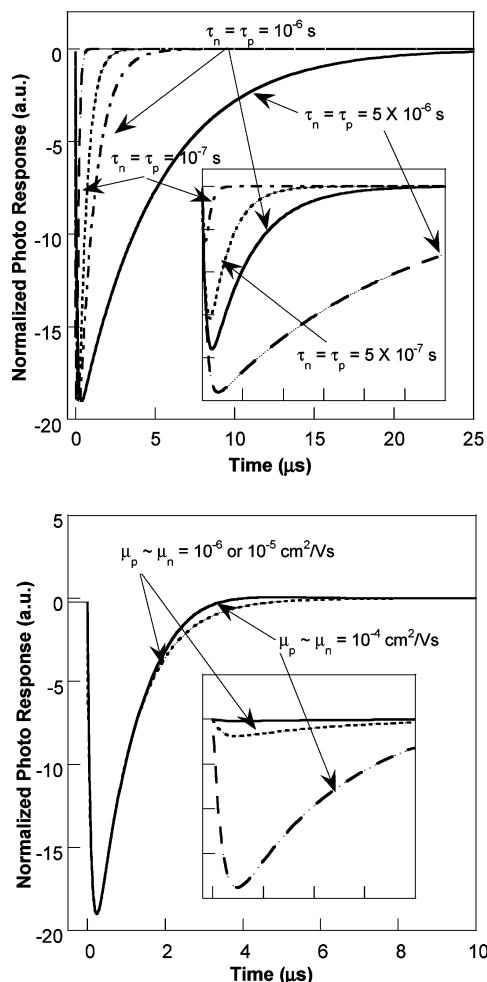 0
-5
-10
-15
-20
0
5
10
15
20
25
Normalized Photo Response (a.u.)
Time (μs)
τn = τp = 10-6 s
τn = τp = 5 X 10-6 s
τn = τp = 10-7 s
τn = τp = 5 X 10-7 s
5
0
-5
-10
-15
-20
0
2
4
6
8
10
Normalized Photo Response (a.u.)
Time (μs)
μp ~ μn = 10-6 or 10-5 cm2/Vs
μp ~ μn = 10-4 cm2/Vs